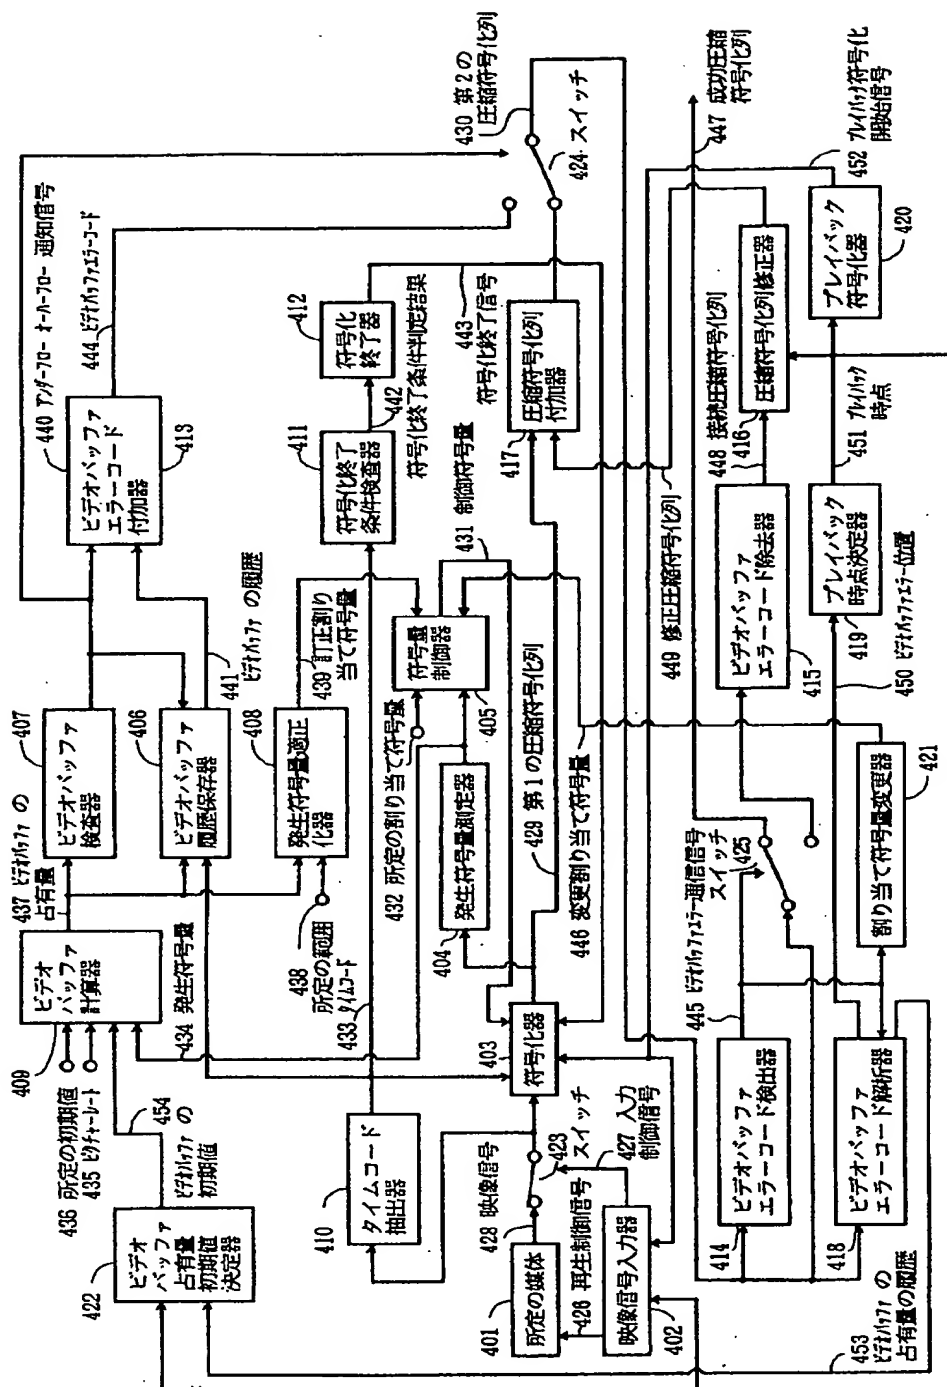 422
ビデオ
バッファ
占有量
初期値
決定器
454
ビデオバッファ の
初期値
436 所定の初期値
435 ピクチャーレート
409
ビデオ
バッファ
計算器
434 発生符号量
437 ビデオバッファ の
占有量
407
ビデオバッファ
検査器
406
ビデオバッファ
履歴保存器
441
ビデオバッファ の履歴
440 アンダーフロー オーバーフロー 通知信号
444 ビデオバッファエラーコード
ビデオバッファ
エラーコード
付加器
413
408
発生符号量適正
化器
438
所定の範囲
439 訂正割り
当て符号量
410
タイムコード
抽出器
433
タイムコード
411
符号化終了
条件検査器
442
符号化終了条件判定結果
412
符号化
終了器
443
符号化終了信号
430 第2の
圧縮符号化列
424 スイッチ
432 所定の割り当て符号量
符号量
制御器
405
431 制御符号量
404
発生符号量測定器
417
圧縮符号化列
付加器
401
所定の媒体
428 映像信号
423
スイッチ
403
符号化器
429 第1の圧縮符号化列
426 再生制御信号
427 入力
制御信号
映像信号入力器
402
446 変更割り当て符号量
449 修正圧縮符号化列
447 成功圧縮
符号化列
414
ビデオバッファ
エラーコード検出器
445 ビデオバッファエラー通信信号
スイッチ
425
ビデオバッファ
エラーコード除去器
415
448 接続圧縮符号化列
416
圧縮符号化列修正器
452 プレイバック符号化
開始信号
418
ビデオバッファ
エラーコード解析器
割り当て符号量変更器
421
450 ビデオバッファエラー位置
プレイバック
時点決定器
419
451 プレイバック
時点
プレイバック
符号化器
420
453 ビデオバッファ の
占有量の履歴